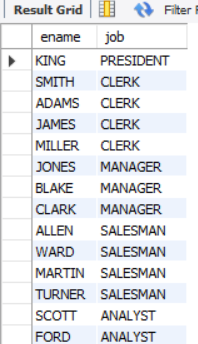 Result Grid Filter
ename job
KING PRESIDENT
SMITH CLERK
ADAMS CLERK
JAMES CLERK
MILLER CLERK
JONES MANAGER
BLAKE MANAGER
CLARK MANAGER
ALLEN SALESMAN
WARD SALESMAN
MARTIN SALESMAN
TURNER SALESMAN
SCOTT ANALYST
FORD ANALYST